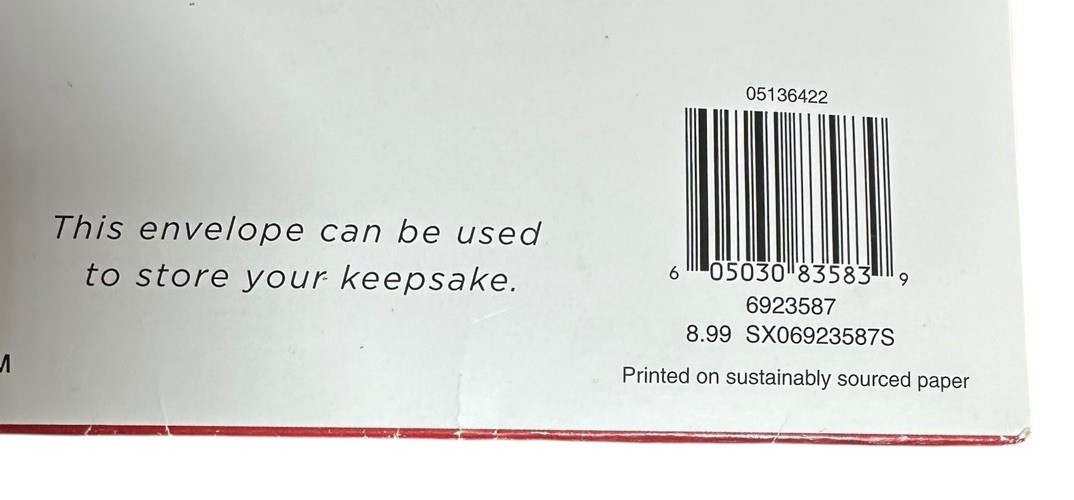 05136422
This envelope can be used
to store your keepsake.
6 05030 83583 9
6923587
8.99 SX06923587S
M
Printed on sustainably sourced paper